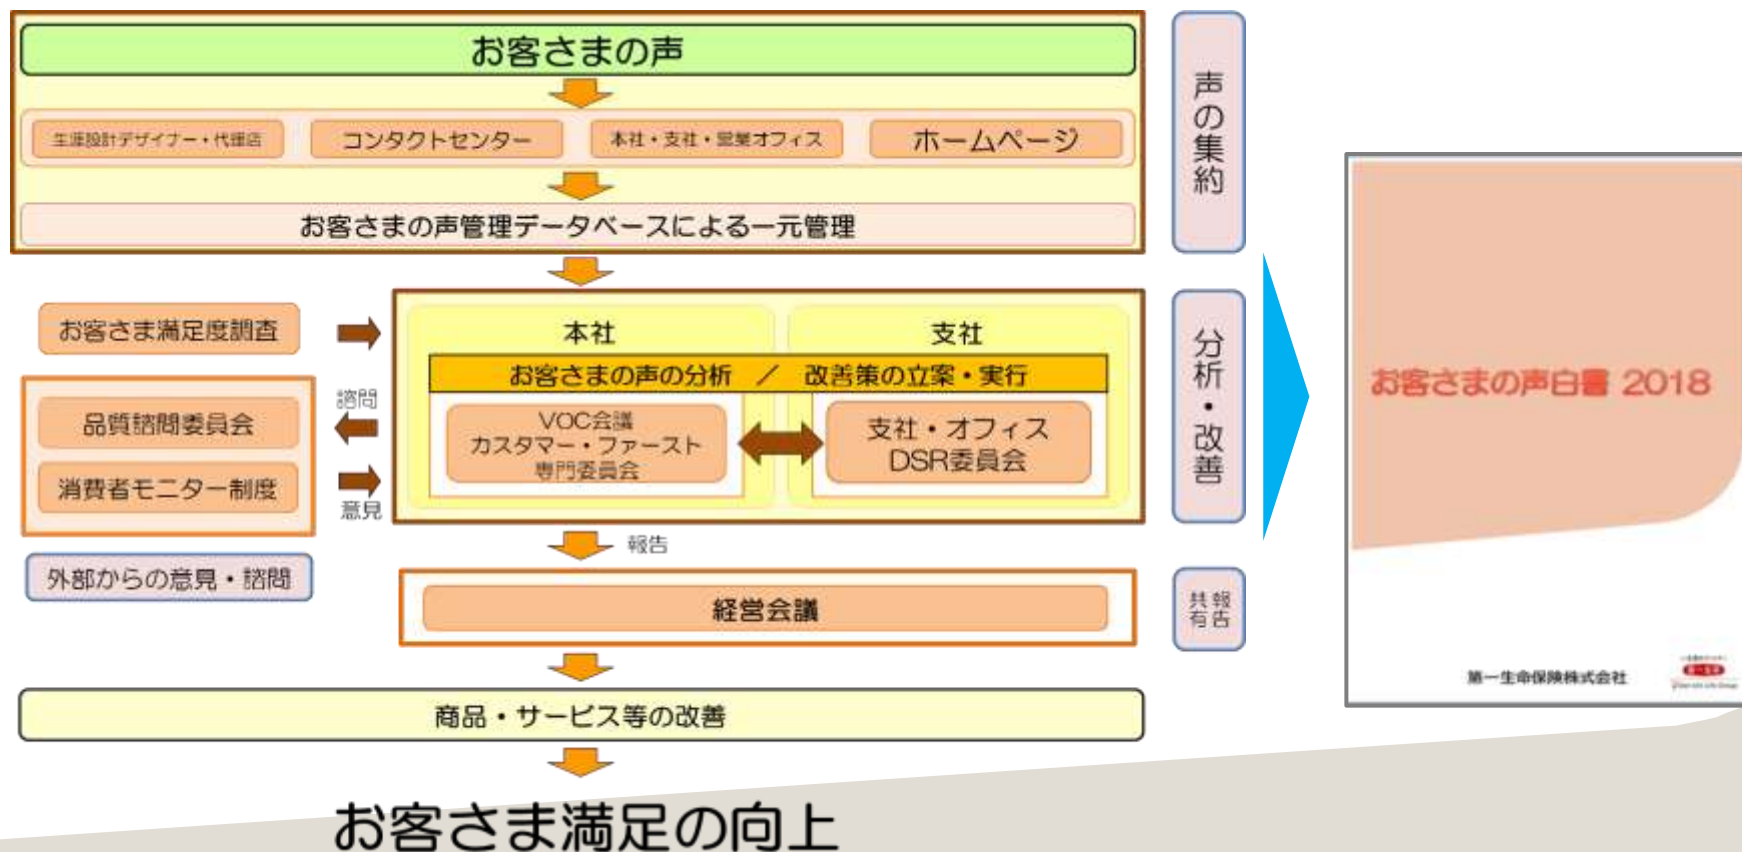 お客さまの声
生涯設計デザイナー・代理店
コンタクトセンター
本社・支社・営業オフィス
ホームページ
お客さまの声管理データベースによる一元管理
声の集約
お客さま満足度調査
品質諮問委員会
消費者モニター制度
外部からの意見・諮問
諮問
意見
本社
支社
お客さまの声の分析 / 改善策の立案・実行
VOC会議
カスタマー・ファースト
専門委員会
支社・オフィス
DSR委員会
分析・改善
報告
経営会議
報告
共有
商品・サービス等の改善
お客さま満足の向上
お客さまの声白書 2018
第一生命保険株式会社
第一生命